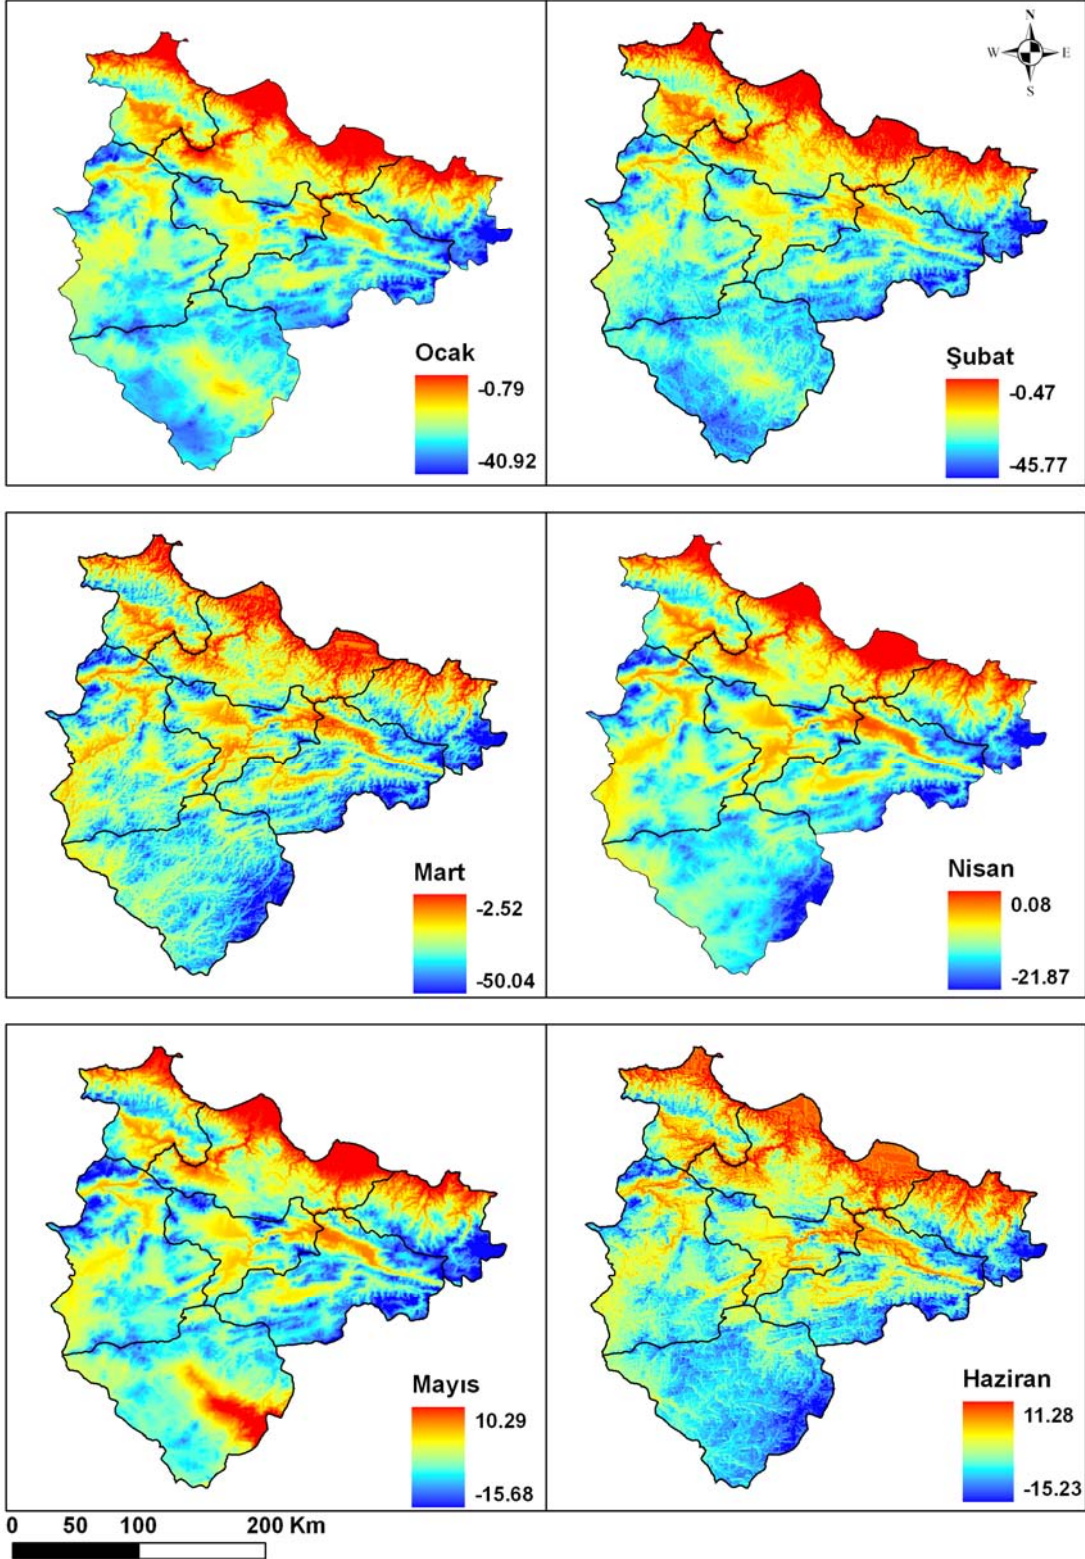 N
W E
S
Ocak
-0.79
-40.92
Şubat
-0.47
-45.77
Mart
-2.52
-50.04
Nisan
0.08
-21.87
Mayıs
10.29
-15.68
Haziran
11.28
-15.23
0 50 100 200 Km